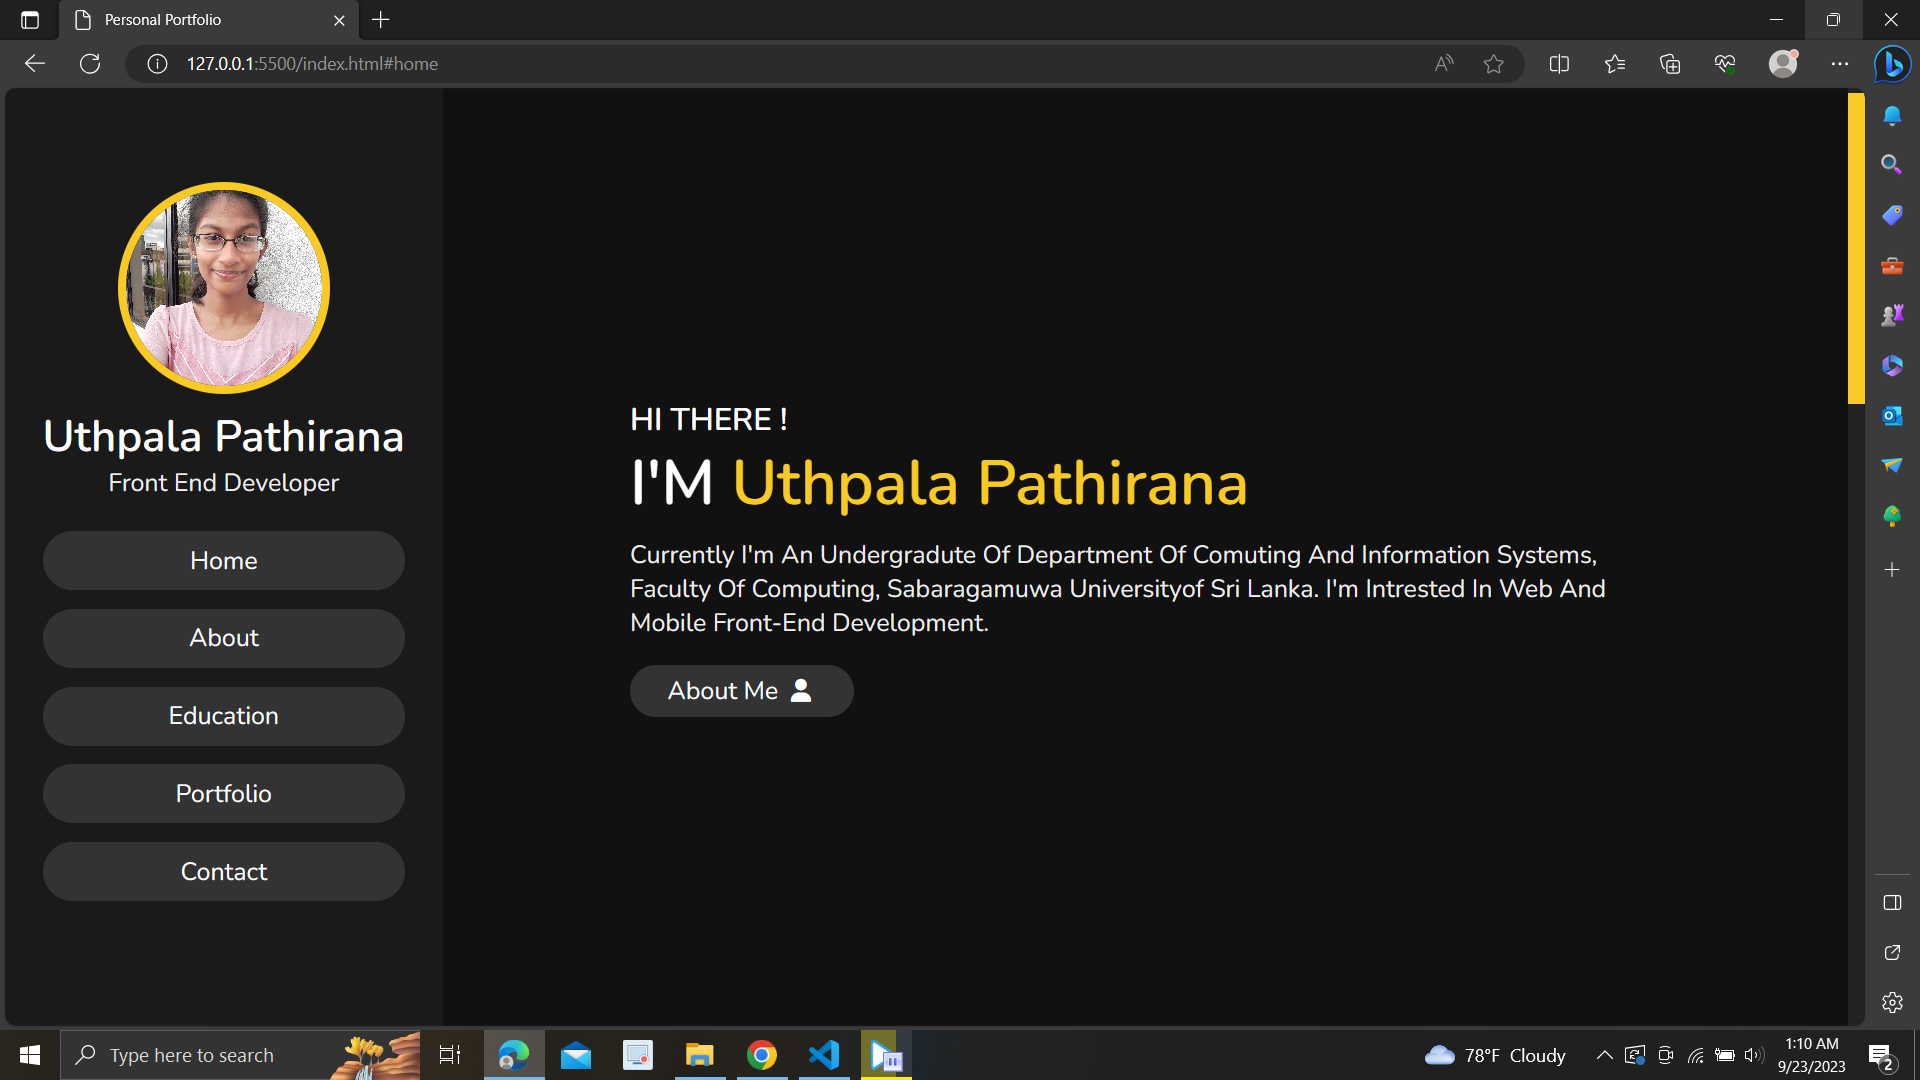 Personal Portfolio
127.0.0.1:5500/index.html#home
Uthpala Pathirana
Front End Developer
Home
About
Education
Portfolio
Contact
HI THERE !
I'M Uthpala Pathirana
Currently I'm An Undergradute Of Department Of Comuting And Information Systems,
Faculty Of Computing, Sabaragamuwa Universityof Sri Lanka. I'm Intrested In Web And
Mobile Front-End Development.
About Me
Type here to search
78°F Cloudy
1:10 AM
9/23/2023
2